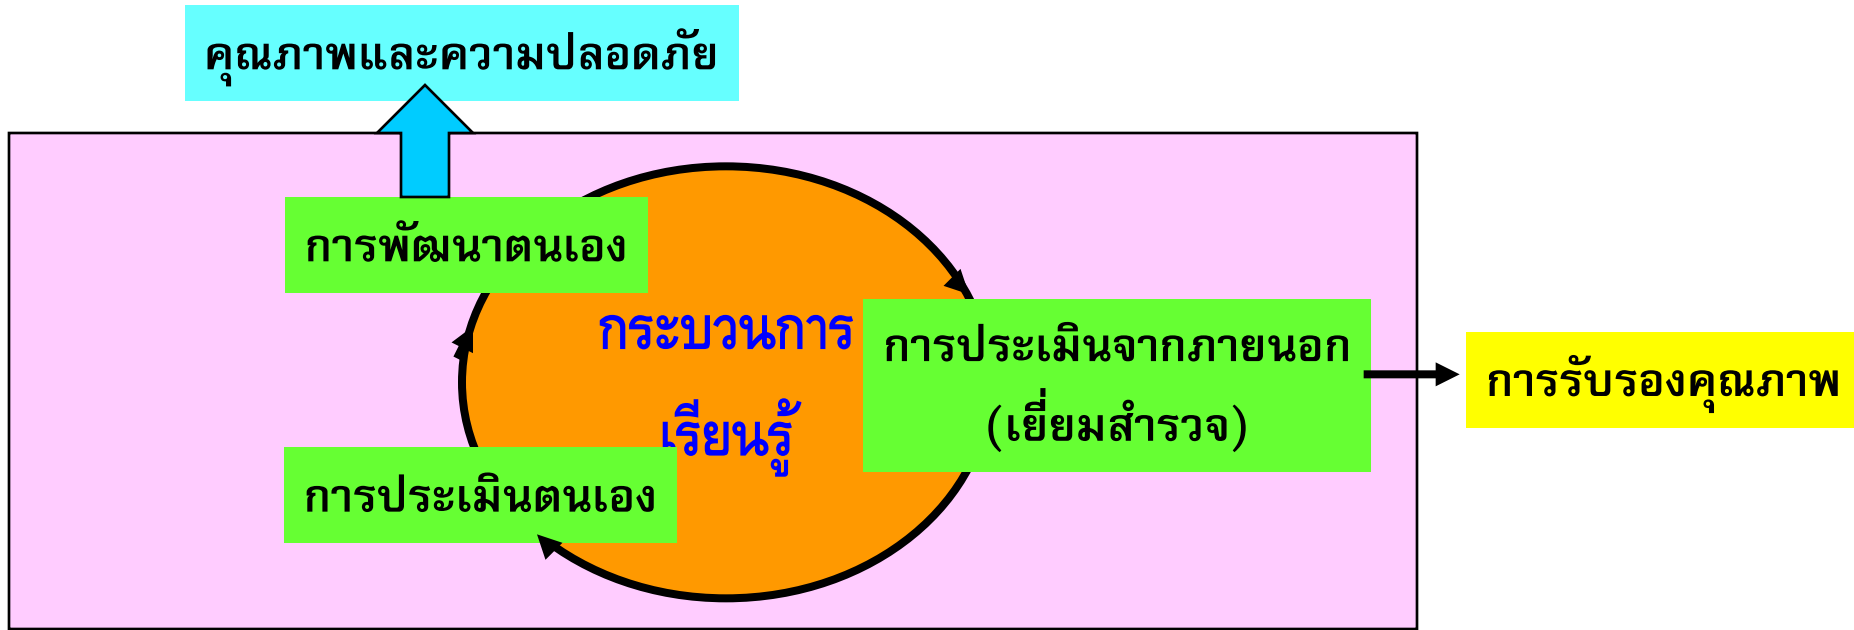 คุณภาพและความปลอดภัย
การพัฒนาตนเอง
กระบวนการ
เรียนรู้
การประเมินจากภายนอก
(เยี่ยมสำรวจ)
การรับรองคุณภาพ
การประเมินตนเอง